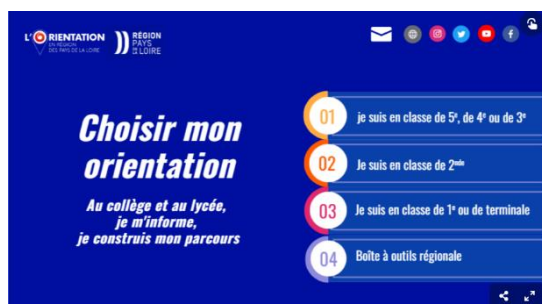 L'ORIENTATION
EN RÉGION
DES PAYS DE LA LOIRE
RÉGION
PAYS
DE LA LOIRE
Choisir mon
orientation
Au collège et au lycée,
je m'informe,
je construis mon parcours
01 je suis en classe de 5ᵉ, de 4ᵉ ou de 3ᵉ
02 Je suis en classe de 2ⁿᵈᵉ
03 Je suis en classe de 1ᵉ ou de terminale
04 Boîte à outils régionale